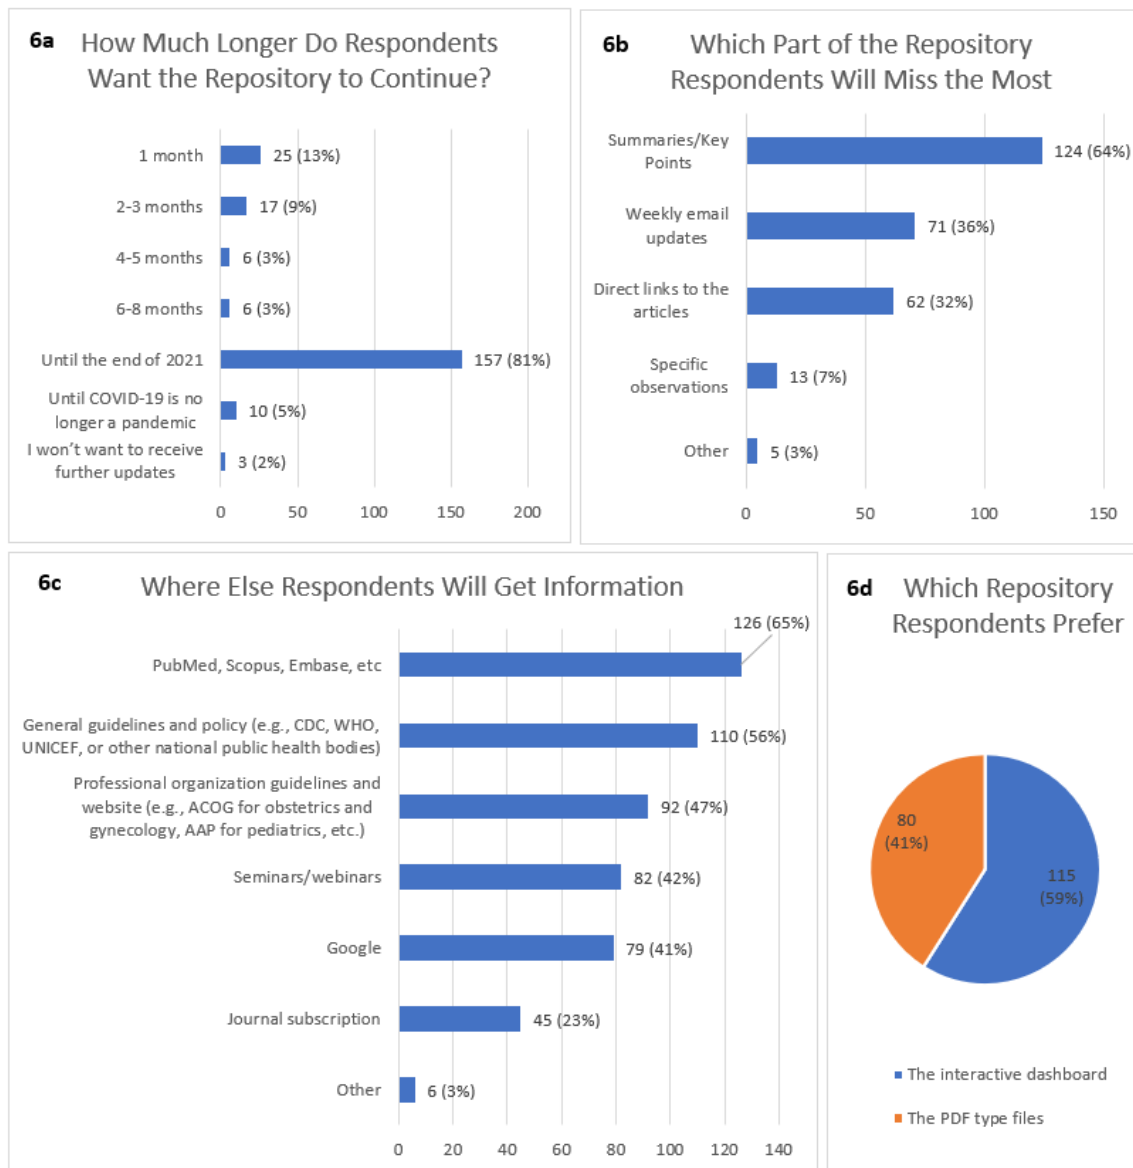 6a How Much Longer Do Respondents
Want the Repository to Continue?
1 month 25 (13%)
2-3 months 17 (9%)
4-5 months 6 (3%)
6-8 months 6 (3%)
Until the end of 2021 157 (81%)
Until COVID-19 is no
longer a pandemic 10 (5%)
I won’t want to receive
further updates 3 (2%)
0 50 100 150 200
6b Which Part of the Repository
Respondents Will Miss the Most
Summaries/Key
Points 124 (64%)
Weekly email
updates 71 (36%)
Direct links to the
articles 62 (32%)
Specific
observations 13 (7%)
Other 5 (3%)
0 50 100 150
6c Where Else Respondents Will Get Information
126 (65%)
PubMed, Scopus, Embase, etc
General guidelines and policy (e.g., CDC, WHO,
UNICEF, or other national public health bodies) 110 (56%)
Professional organization guidelines and
website (e.g., ACOG for obstetrics and 92 (47%)
gynecology, AAP for pediatrics, etc.)
Seminars/webinars 82 (42%)
Google 79 (41%)
Journal subscription 45 (23%)
Other 6 (3%)
0 20 40 60 80 100 120 140
6d Which Repository
Respondents Prefer
80
(41%)
115
(59%)
The interactive dashboard
The PDF type files